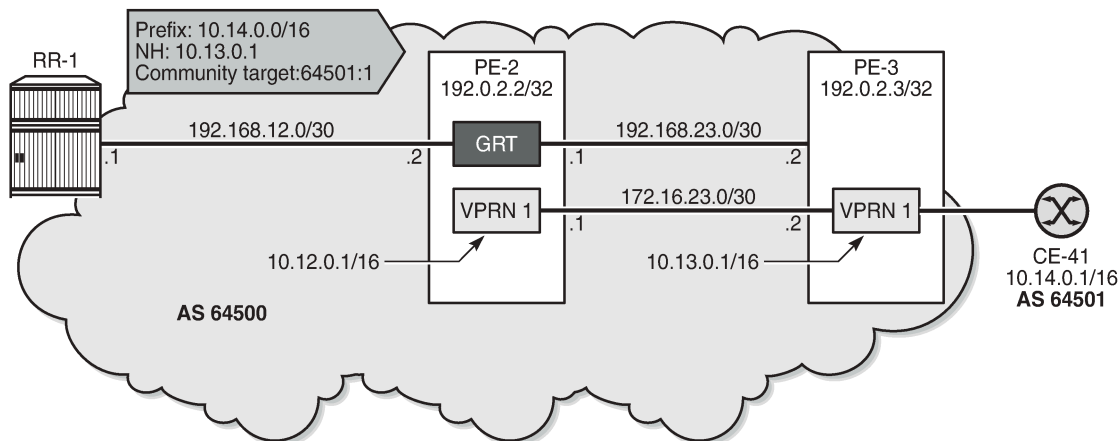 Prefix: 10.14.0.0/16
NH: 10.13.0.1
Community target:64501:1
RR-1
PE-2
192.0.2.2/32
PE-3
192.0.2.3/32
192.168.12.0/30
GRT
192.168.23.0/30
.1
.2
.1
.2
VPRN 1
172.16.23.0/30
VPRN 1
.1
.2
10.12.0.1/16
10.13.0.1/16
CE-41
10.14.0.1/16
AS 64501
AS 64500